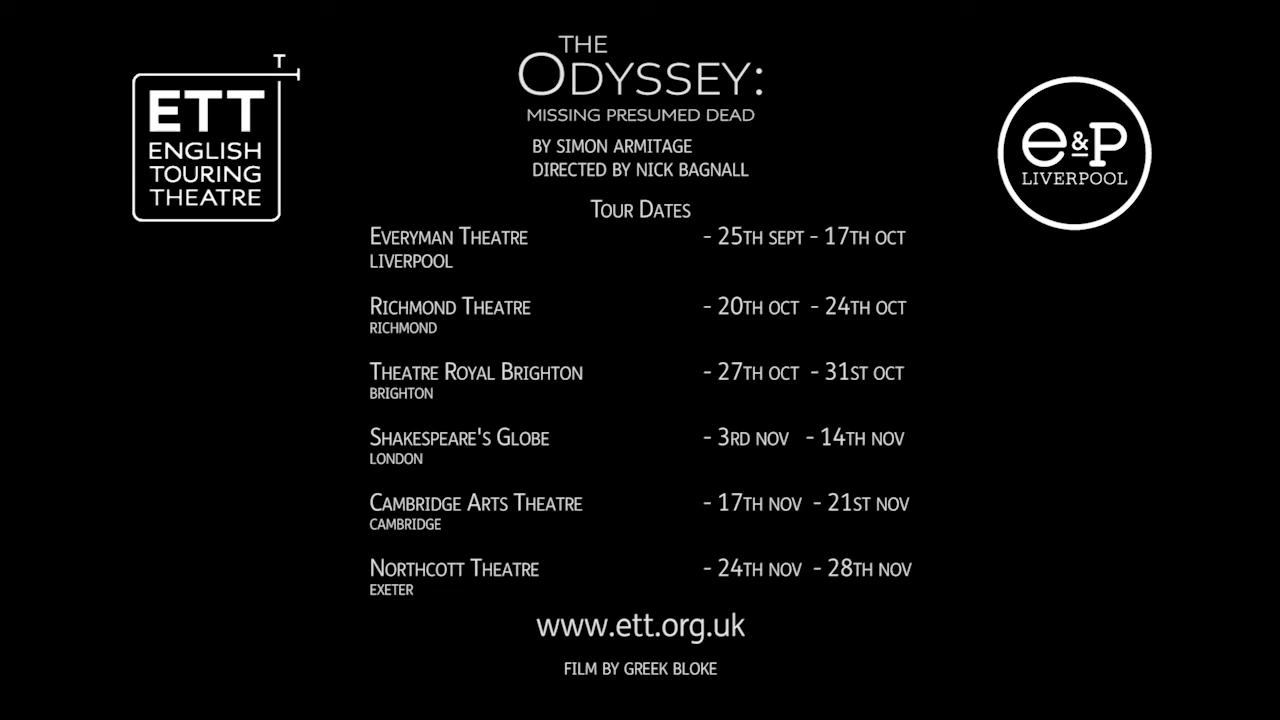 T
ETT
ENGLISH
TOURING
THEATRE
THE
ODYSSEY:
MISSING PRESUMED DEAD
BY SIMON ARMITAGE
DIRECTED BY NICK BAGNALL
e&P
LIVERPOOL
TOUR DATES
EVERYMAN THEATRE - 25TH SEPT - 17TH OCT
LIVERPOOL
RICHMOND THEATRE - 20TH OCT - 24TH OCT
RICHMOND
THEATRE ROYAL BRIGHTON - 27TH OCT - 31ST OCT
BRIGHTON
SHAKESPEARE'S GLOBE - 3RD NOV - 14TH NOV
LONDON
CAMBRIDGE ARTS THEATRE - 17TH NOV - 21ST NOV
CAMBRIDGE
NORTHCOTT THEATRE - 24TH NOV - 28TH NOV
EXETER
www.ett.org.uk
FILM BY GREEK BLOKE